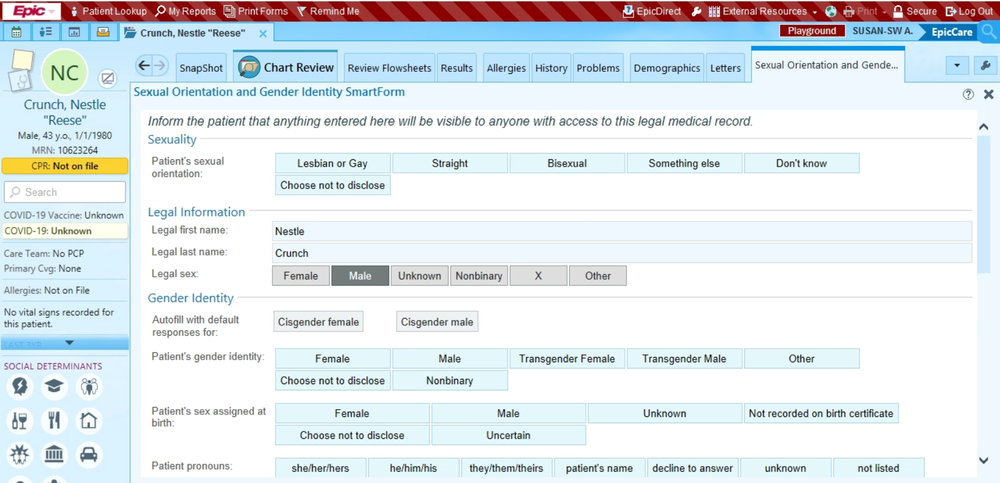 Epic Patient Lookup My Reports Print Forms Remind Me EpicDirect External Resources Print Secure Log Out
Crunch, Nestle "Reese" Playground SUSAN-SW A. EpicCare
NC
SnapShot Chart Review Review Flowsheets Results Allergies History Problems Demographics Letters Sexual Orientation and Gende...
Crunch, Nestle
"Reese"
Male, 43 y.o., 1/1/1980
MRN: 10623264
CPR: Not on file
Search
COVID-19 Vaccine: Unknown
COVID-19: Unknown
Care Team: No PCP
Primary Cvg: None
Allergies: Not on File
No vital signs recorded for
this patient.
LAST 3YR
SOCIAL DETERMINANTS
Sexual Orientation and Gender Identity SmartForm
Inform the patient that anything entered here will be visible to anyone with access to this legal medical record.
Sexuality
Patient's sexual
orientation:
Lesbian or Gay Straight Bisexual Something else Don't know
Choose not to disclose
Legal Information
Legal first name: Nestle
Legal last name: Crunch
Legal sex: Female Male Unknown Nonbinary X Other
Gender Identity
Autofill with default
responses for:
Cisgender female Cisgender male
Patient's gender identity: Female Male Transgender Female Transgender Male Other
Choose not to disclose Nonbinary
Patient's sex assigned at
birth:
Female Male Unknown Not recorded on birth certificate
Choose not to disclose Uncertain
Patient pronouns: she/her/hers he/him/his they/them/theirs patient's name decline to answer unknown not listed